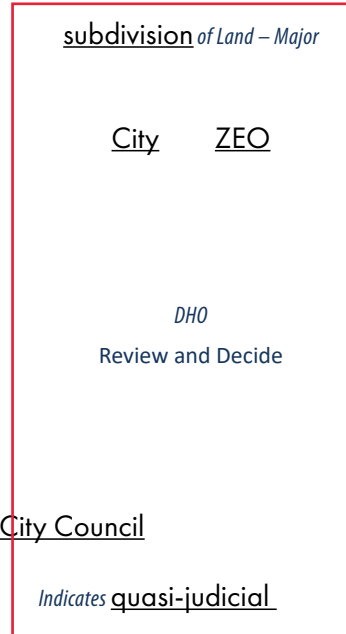 subdivision of Land – Major
City ZEO
DHO
Review and Decide
City Council
Indicates quasi-judicial